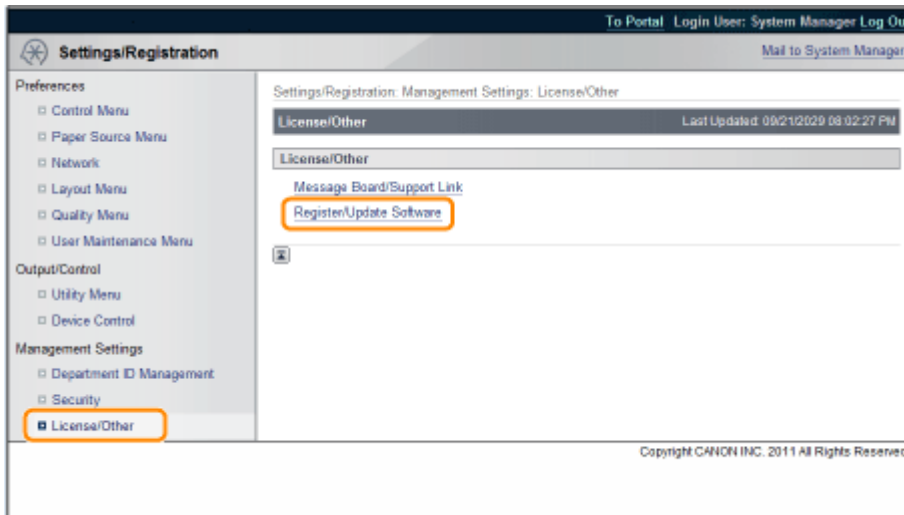 To Portal Login User: System Manager Log Ou
Settings/Registration
Mail to System Manager
Preferences
Control Menu
Paper Source Menu
Network
Layout Menu
Quality Menu
User Maintenance Menu
Output/Control
Utility Menu
Device Control
Management Settings
Department ID Management
Security
License/Other
Settings/Registration: Management Settings: License/Other
License/Other
Last Updated: 09/21/2029 08:02:27 PM
License/Other
Message Board/Support Link
Register/Update Software
Copyright CANON INC. 2011 All Rights Reserved